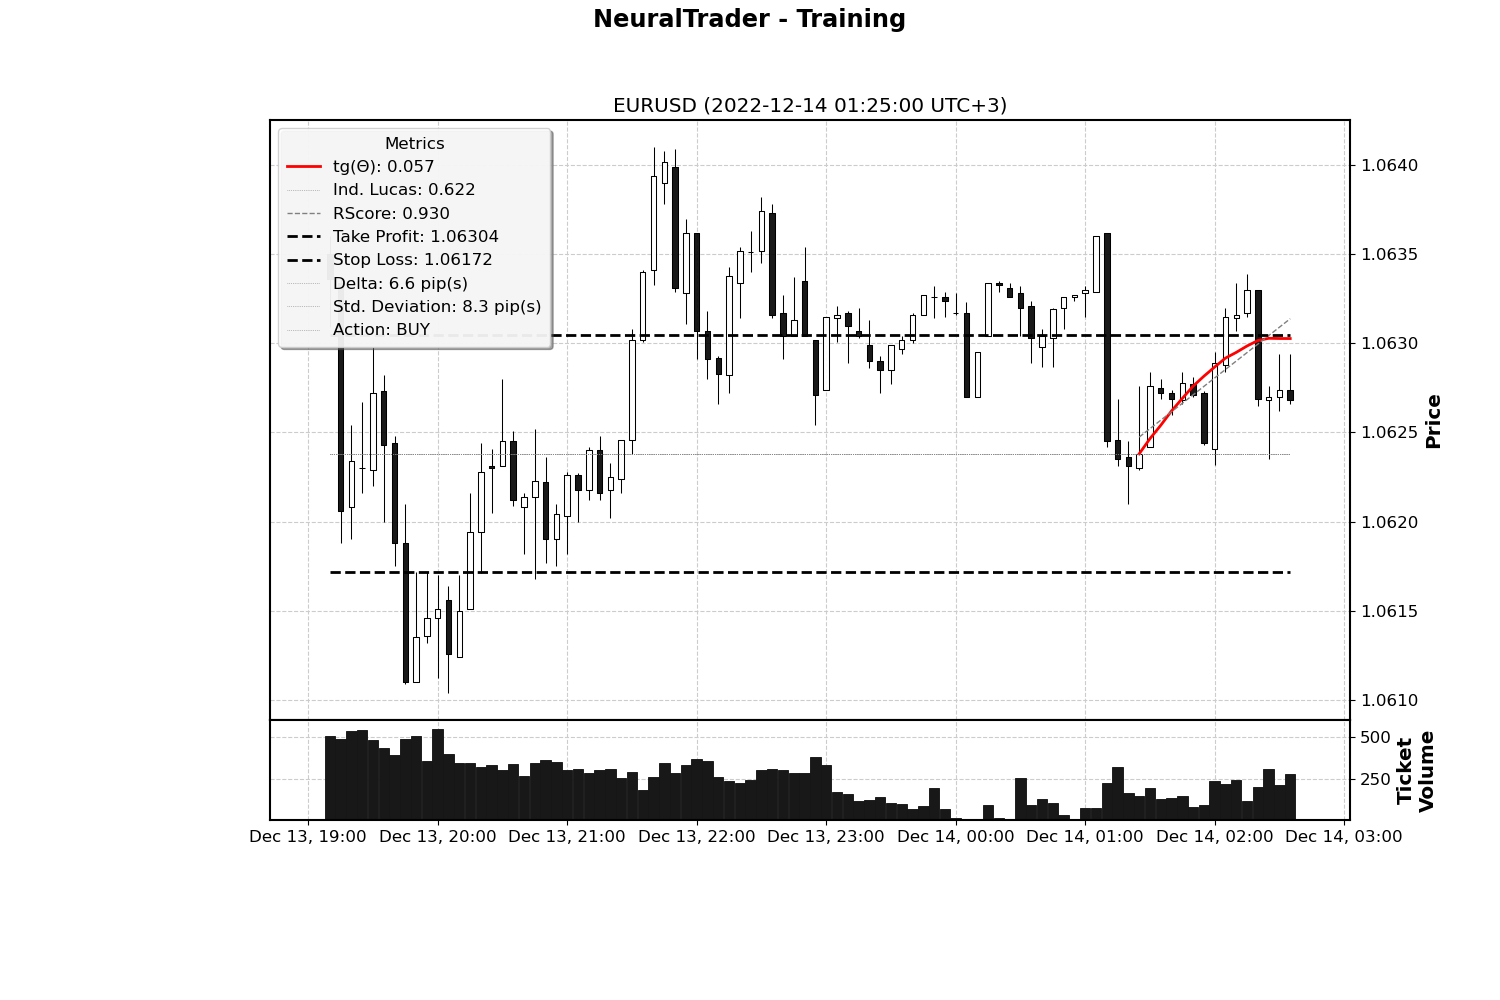 NeuralTrader - Training
EURUSD (2022-12-14 01:25:00 UTC+3)
Metrics
tg(Θ): 0.057
Ind. Lucas: 0.622
RScore: 0.930
Take Profit: 1.06304
Stop Loss: 1.06172
Delta: 6.6 pip(s)
Std. Deviation: 8.3 pip(s)
Action: BUY
1.0640
1.0635
1.0630
1.0625
1.0620
1.0615
1.0610
Price
500
250
Ticket
Volume
Dec 13, 19:00
Dec 13, 20:00
Dec 13, 21:00
Dec 13, 22:00
Dec 13, 23:00
Dec 14, 00:00
Dec 14, 01:00
Dec 14, 02:00
Dec 14, 03:00